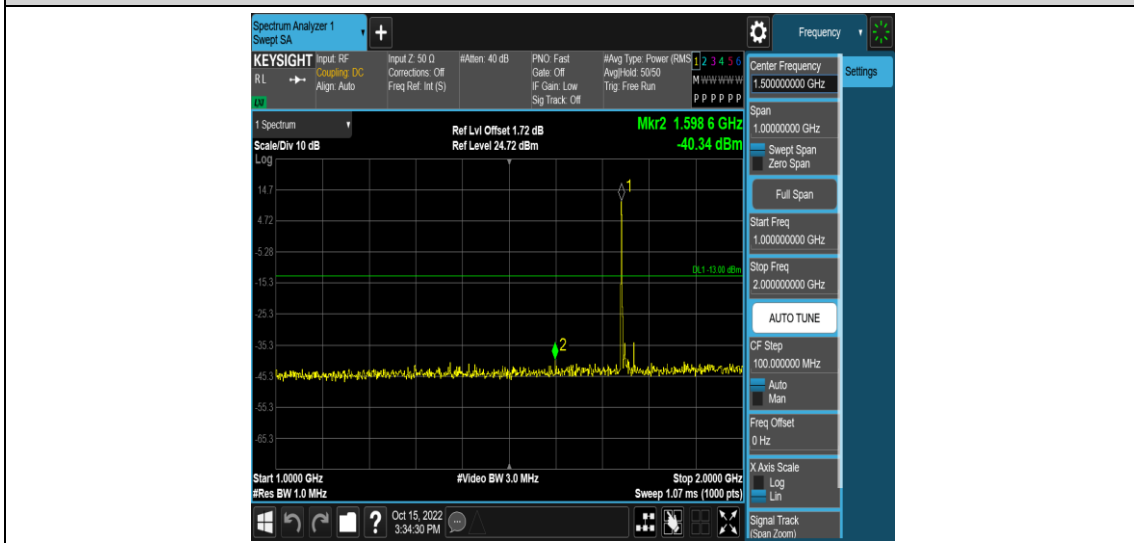 Spectrum Analyzer 1
Swept SA
+
Frequency
KEYSIGHT
RL
LNI
Input: RF
Coupling: DC
Align: Auto
Input Z: 50 Ω
Corrections: Off
Freq Ref: Int (S)
#Atten: 40 dB
PNO: Fast
Gate: Off
IF Gain: Low
Sig Track: Off
#Avg Type: Power (RMS
Avg|Hold: 50/50
Trig: Free Run
1 2 3 4 5 6
M W W W W W
P P P P P P
1 Spectrum
Scale/Div 10 dB
Ref Lvl Offset 1.72 dB
Ref Level 24.72 dBm
Mkr2 1.598 6 GHz
-40.34 dBm
Log
14.7
4.72
-5.28
-15.3
-25.3
-35.3
-45.3
-55.3
-65.3
1
DL1 -13.00 dBm
2
Start 1.0000 GHz
#Res BW 1.0 MHz
#Video BW 3.0 MHz
Stop 2.0000 GHz
Sweep 1.07 ms (1000 pts)
?
Oct 15, 2022
3:34:30 PM
Center Frequency
1.500000000 GHz
Settings
Span
1.00000000 GHz
Swept Span
Zero Span
Full Span
Start Freq
1.000000000 GHz
Stop Freq
2.000000000 GHz
AUTO TUNE
CF Step
100.000000 MHz
Auto
Man
Freq Offset
0 Hz
X Axis Scale
Log
Lin
Signal Track
(Span Zoom)